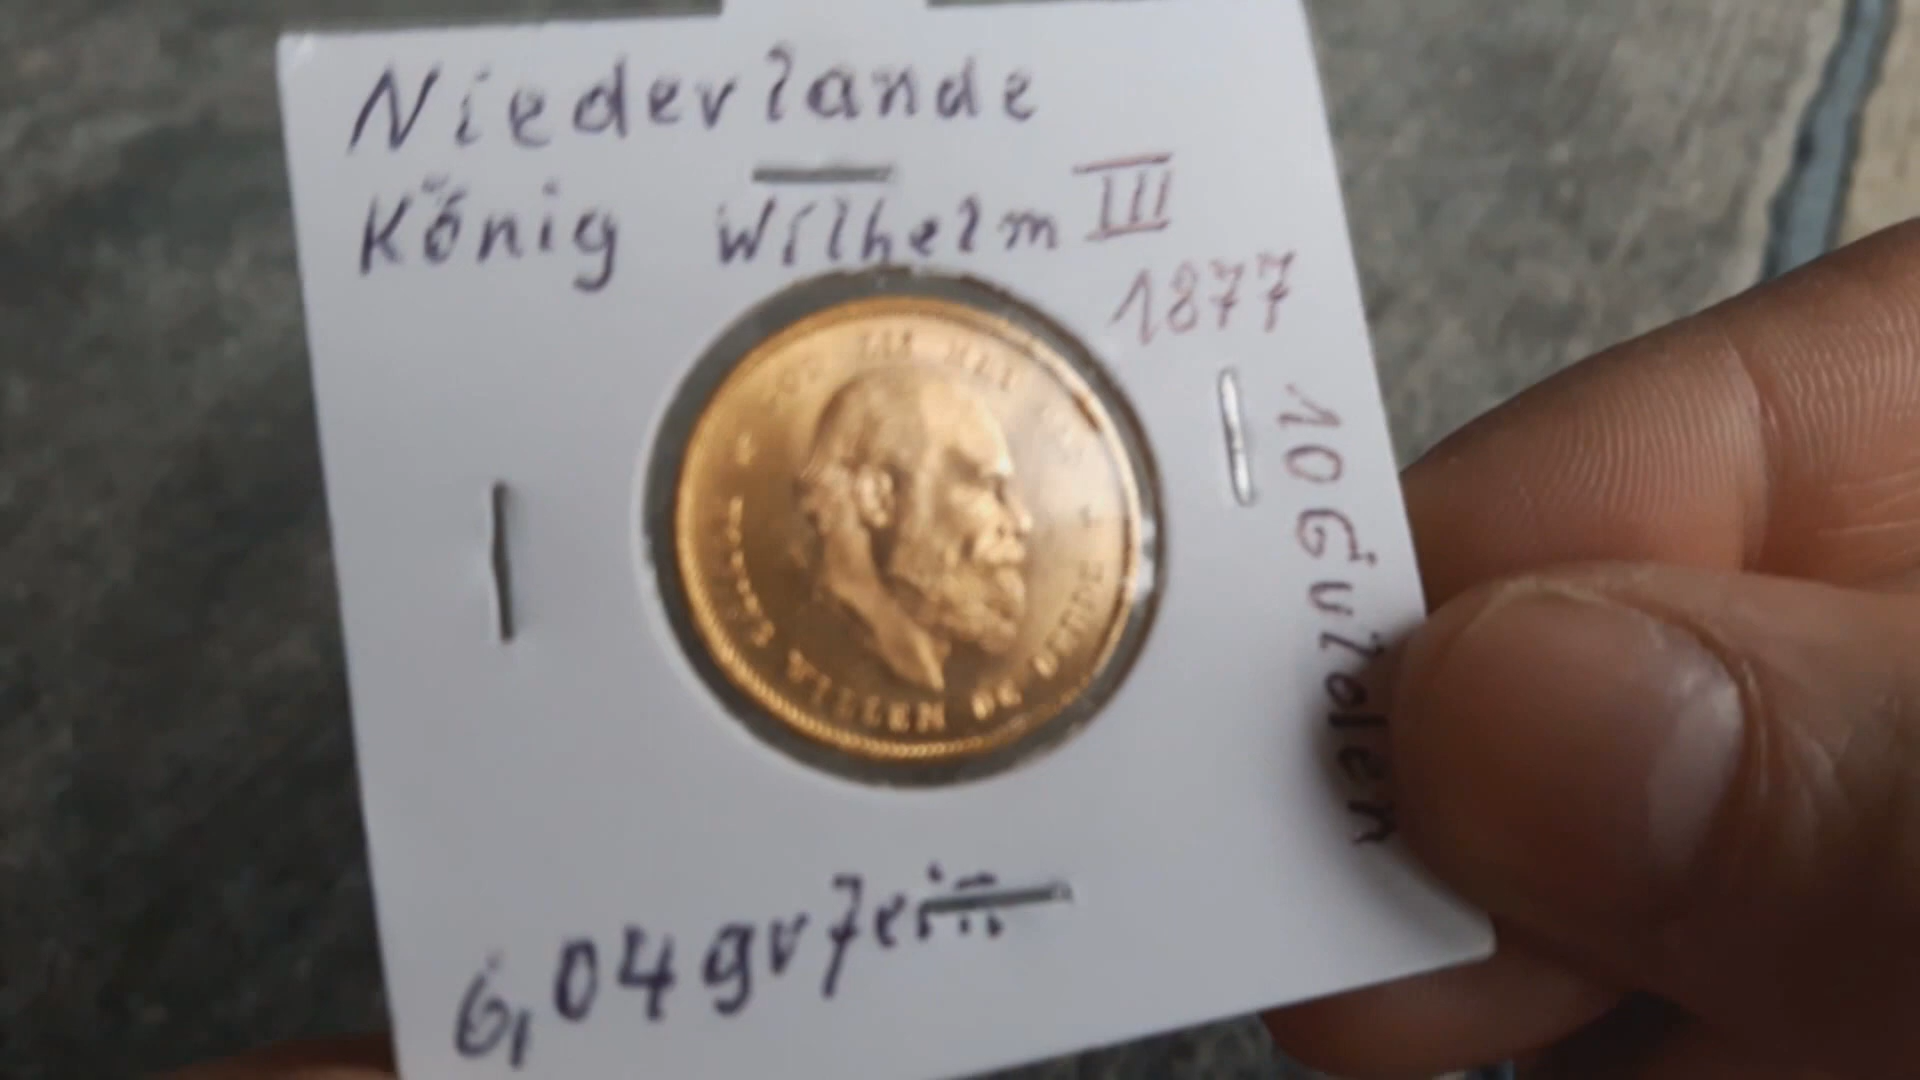 Niederlande
König Wilhelm III
1877
10 Gulden
WILLEM DE DERDE
6,04 gr fein